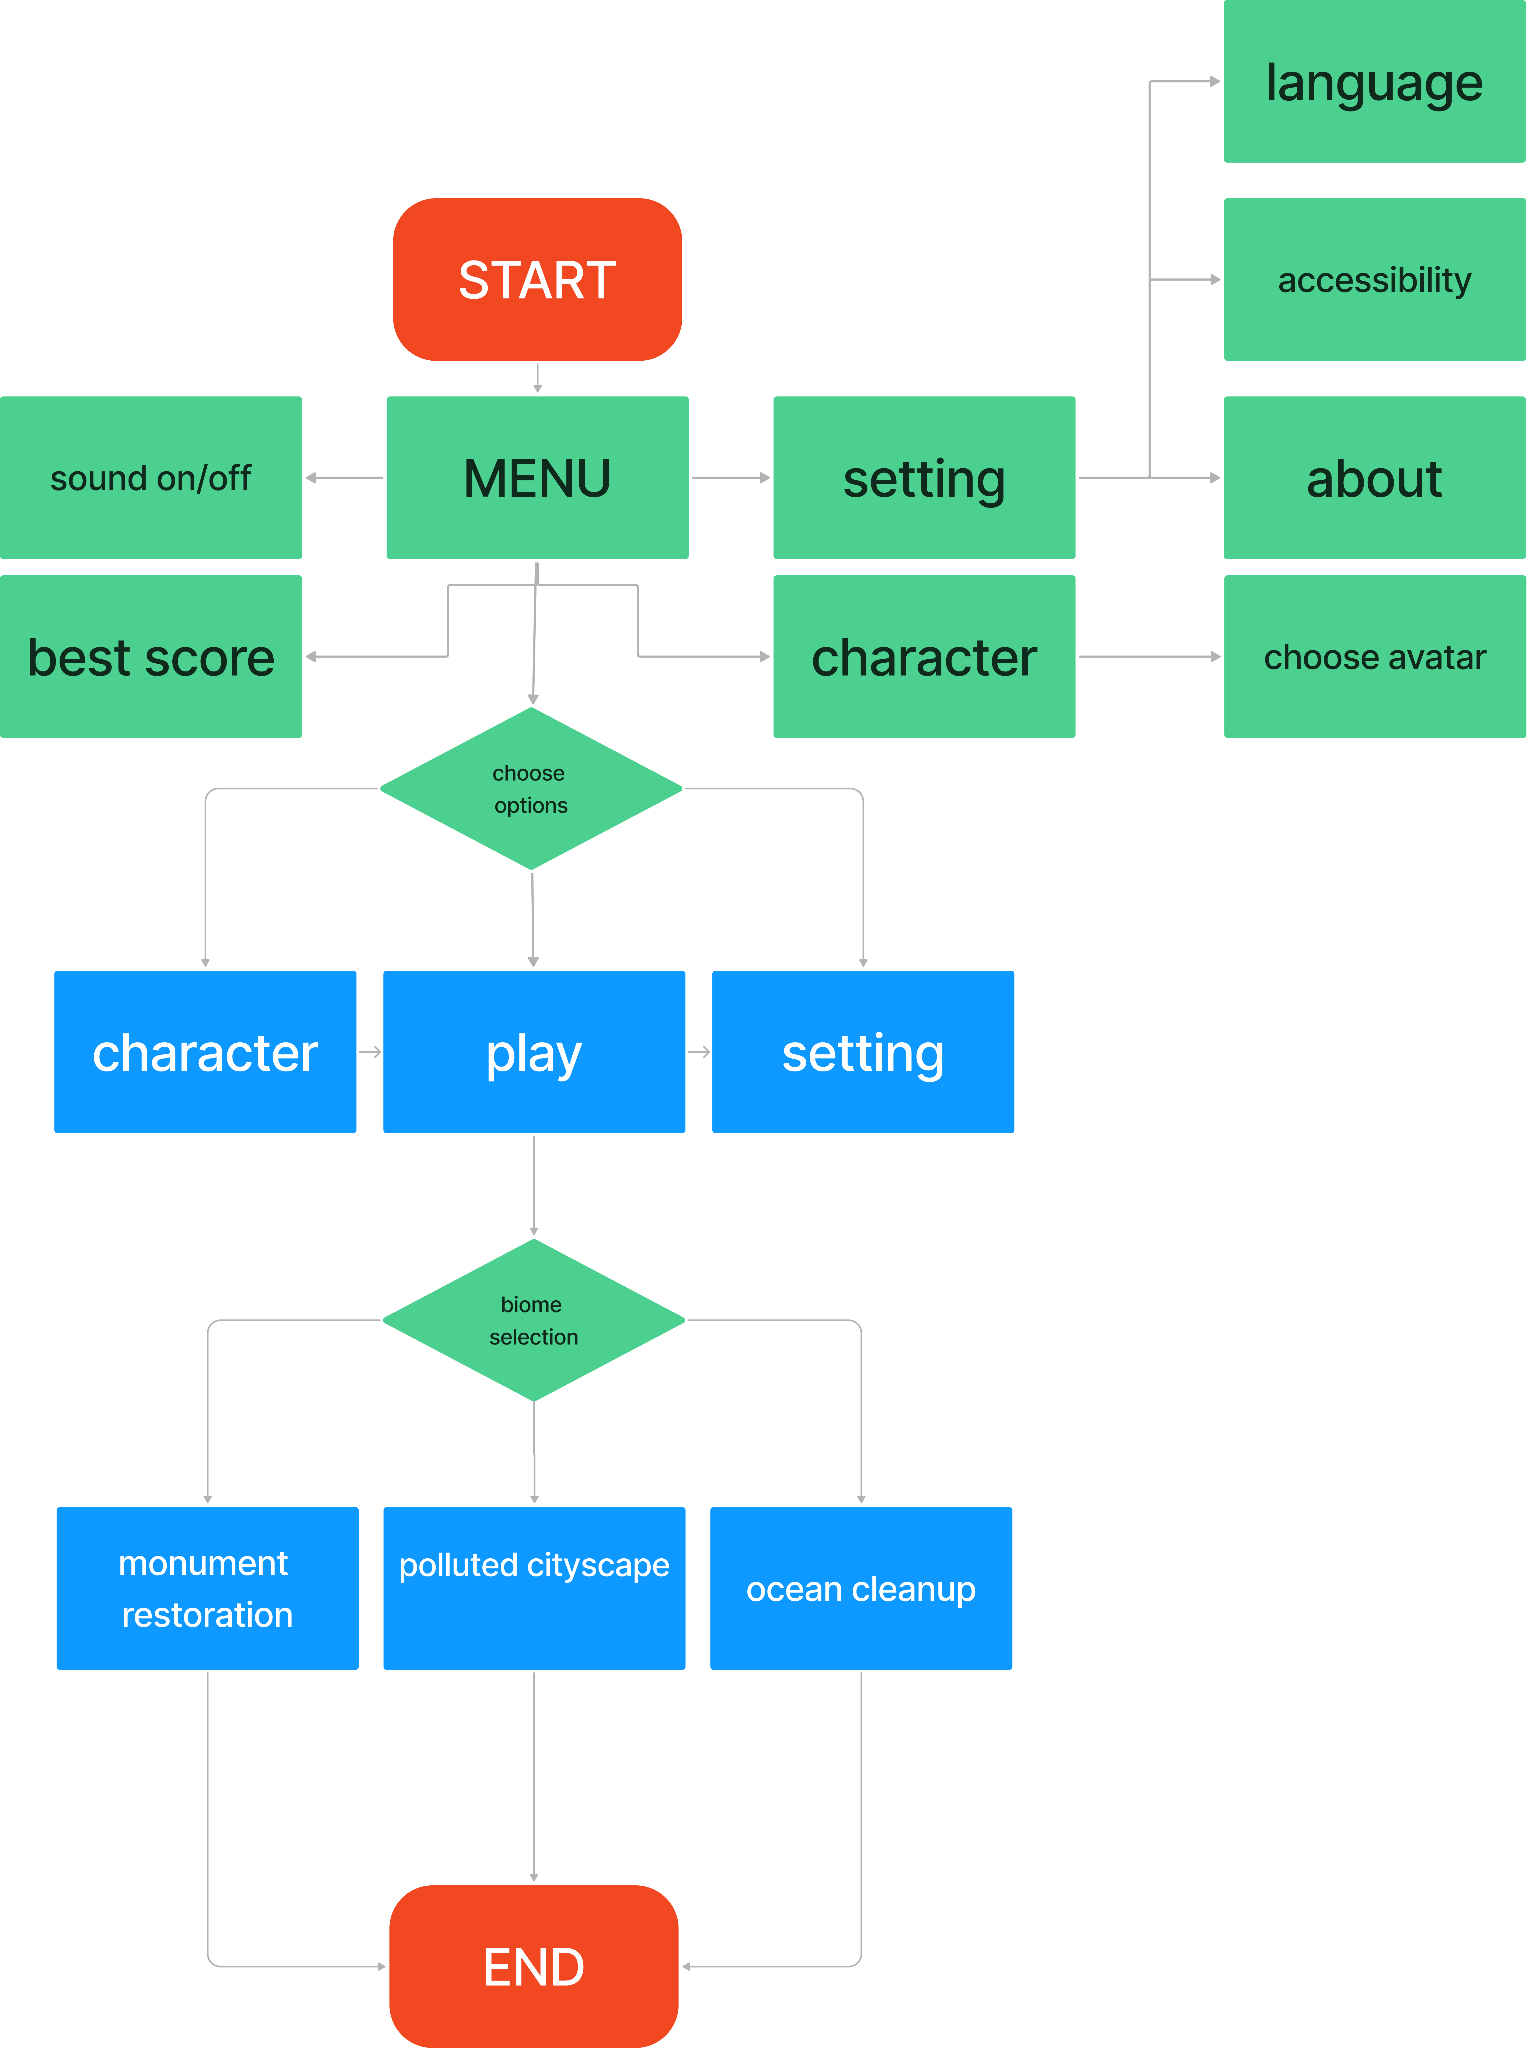 language
START
accessibility
sound on/off
MENU
setting
about
best score
character
choose avatar
choose
options
character
play
setting
biome
selection
monument
restoration
polluted cityscape
ocean cleanup
END